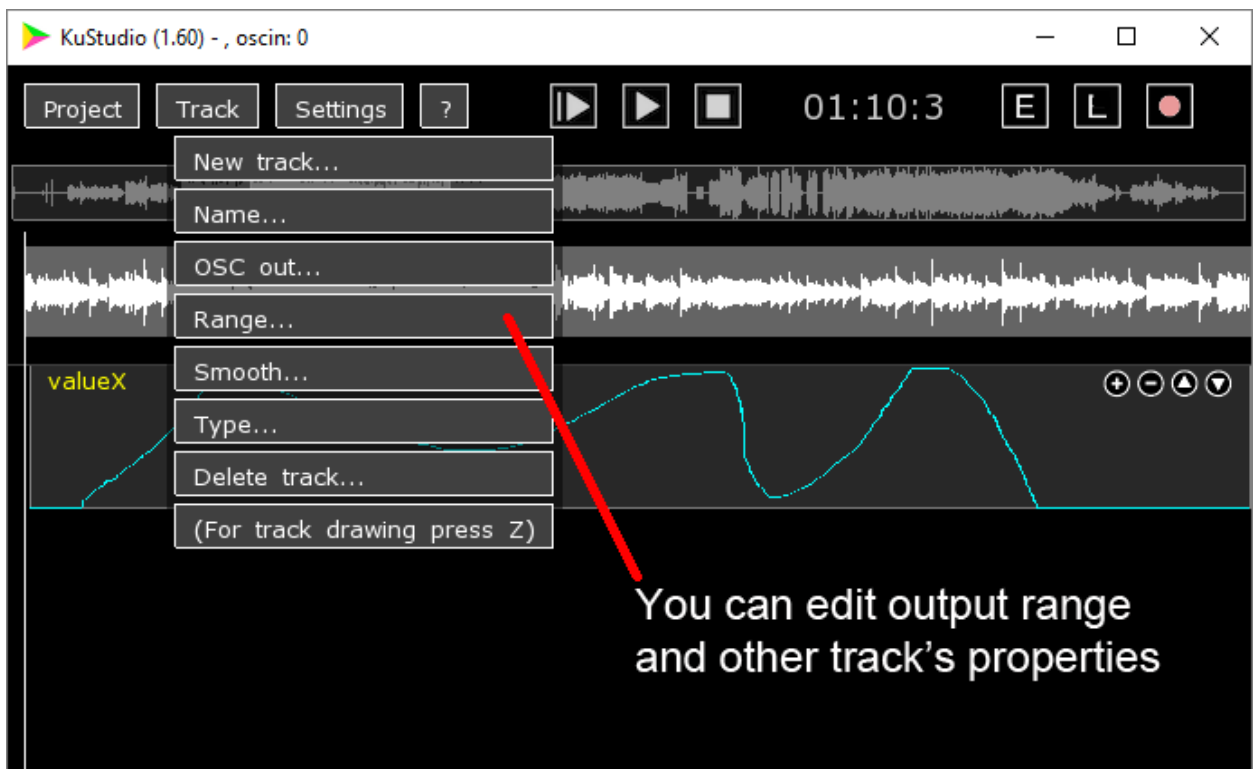 KuStudio (1.60) - , oscin: 0
Project Track Settings ? 01:10:3 E L
New track...
Name...
OSC out...
Range...
valueX Smooth...
Type...
Delete track...
(For track drawing press Z)
You can edit output range
and other track's properties